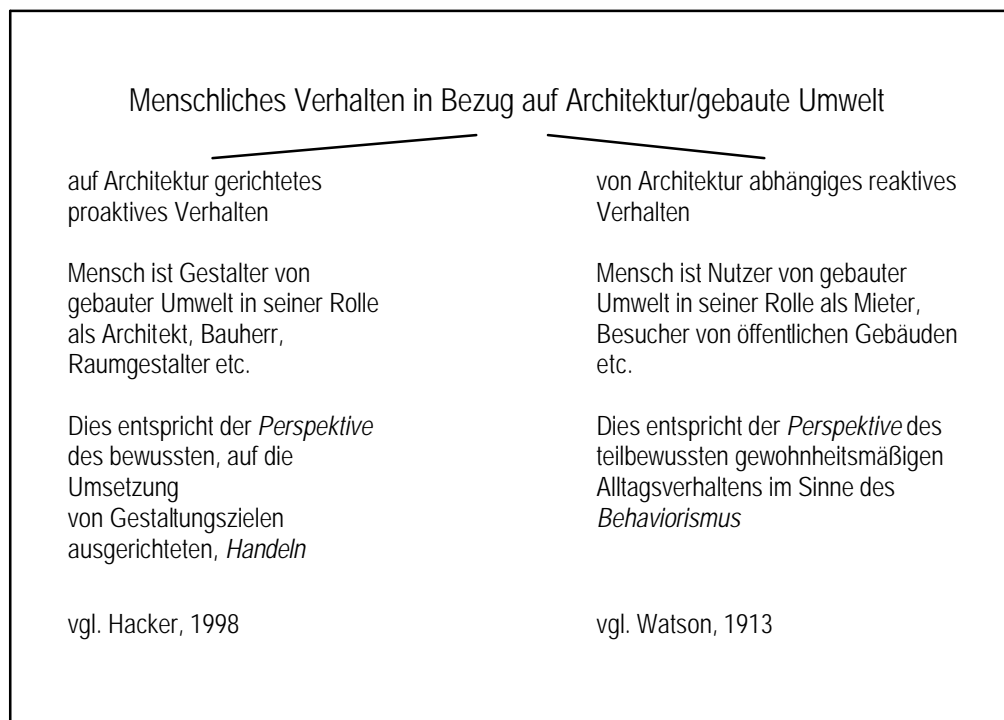 Menschliches Verhalten in Bezug auf Architektur/gebaute Umwelt
auf Architektur gerichtetes
proaktives Verhalten
Mensch ist Gestalter von
gebauter Umwelt in seiner Rolle
als Architekt, Bauherr,
Raumgestalter etc.
Dies entspricht der Perspektive
des bewussten, auf die
Umsetzung
von Gestaltungszielen
ausgerichteten, Handeln
vgl. Hacker, 1998
von Architektur abhängiges reaktives
Verhalten
Mensch ist Nutzer von gebauter
Umwelt in seiner Rolle als Mieter,
Besucher von öffentlichen Gebäuden
etc.
Dies entspricht der Perspektive des
teilbewussten gewohnheitsmäßigen
Alltagsverhaltens im Sinne des
Behaviorismus
vgl. Watson, 1913